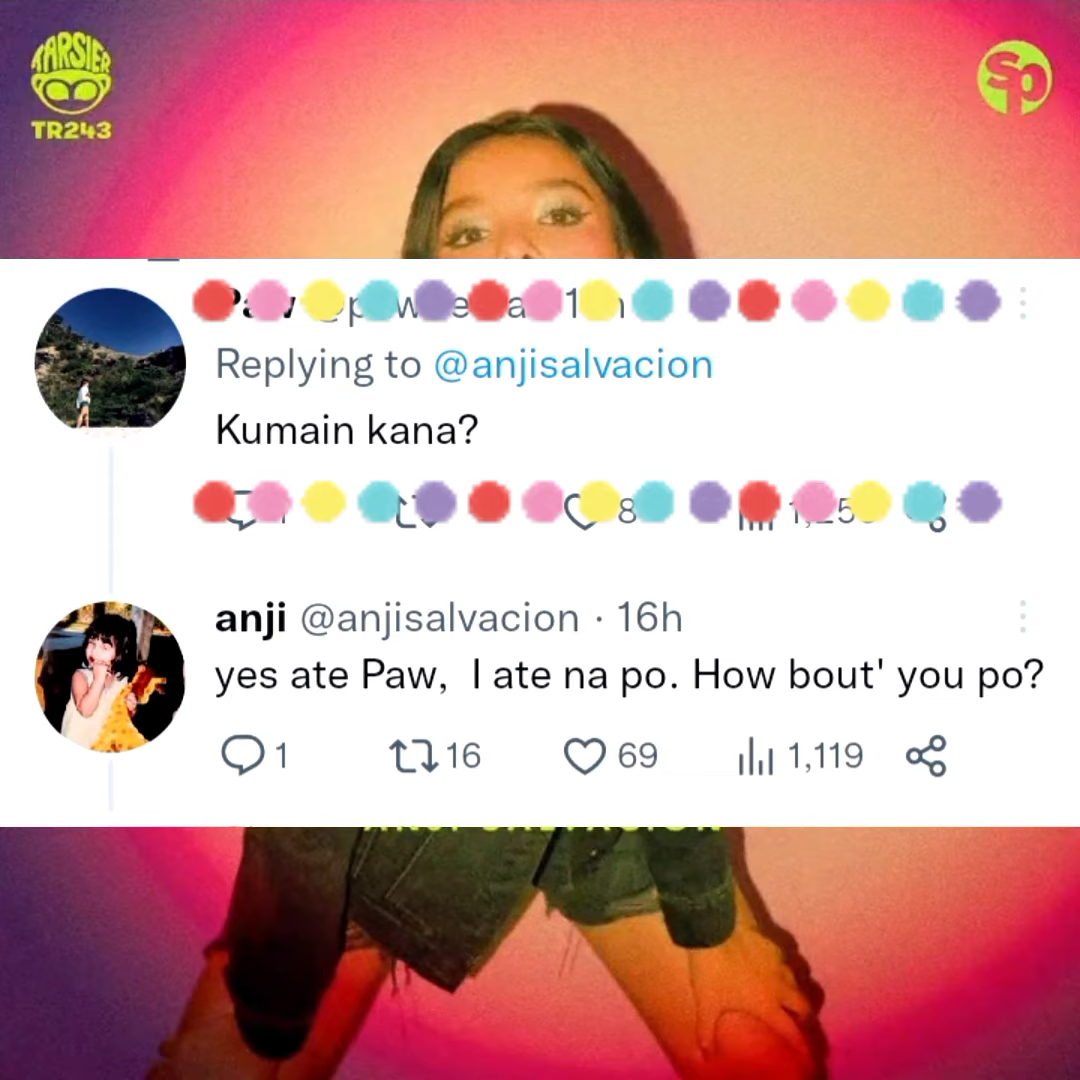 TARSIER
TR243
SP
Replying to @anjisalvacion
Kumain kana?
anji @anjisalvacion · 16h
yes ate Paw,  I ate na po. How bout' you po?
1 16 69 1,119